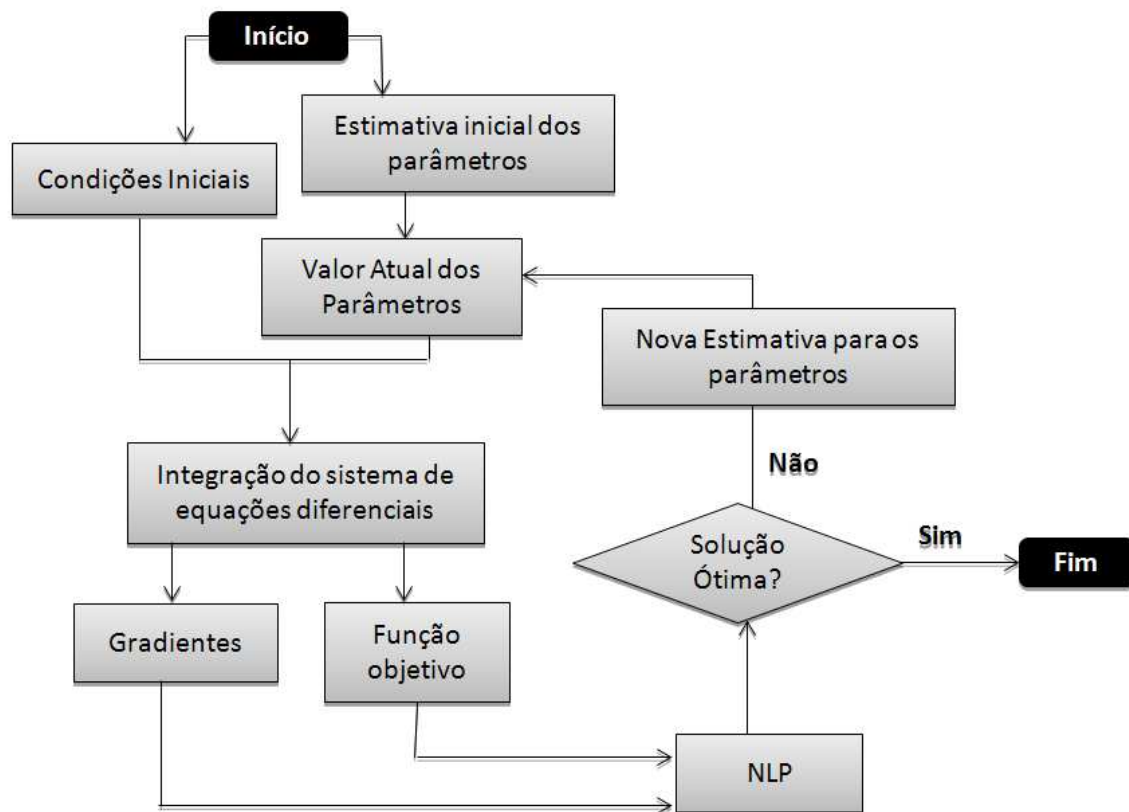 Início
Estimativa inicial dos
parâmetros
Condições Iniciais
Valor Atual dos
Parâmetros
Nova Estimativa para os
parâmetros
Integração do sistema de
equações diferenciais
Não
Solução
Ótima?
Sim
Fim
Gradientes
Função
objetivo
NLP